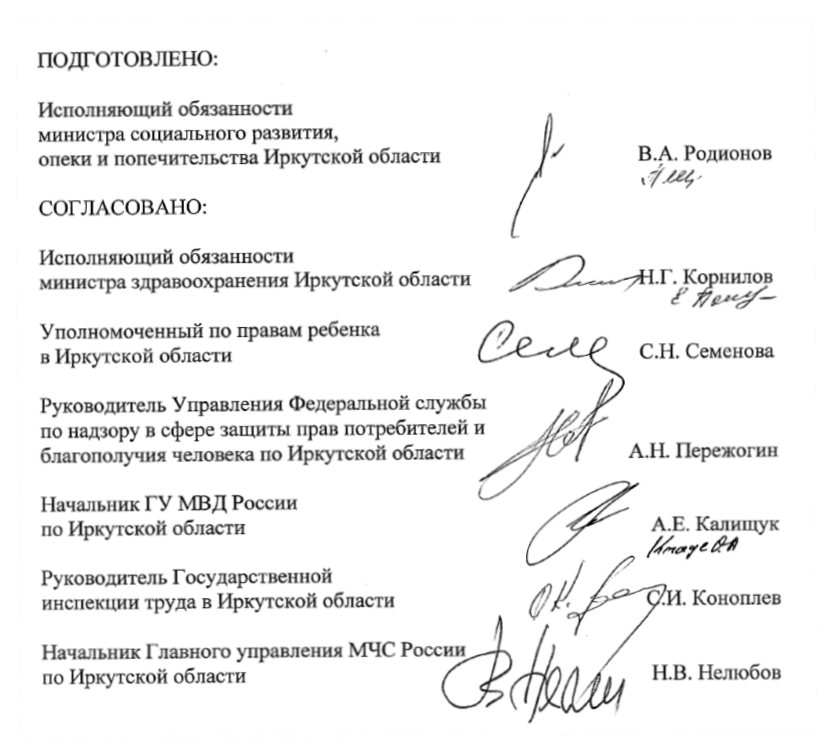 ПОДГОТОВЛЕНО:
Исполняющий обязанности
министра социального развития,
опеки и попечительства Иркутской области В.А. Родионов
СОГЛАСОВАНО:
Исполняющий обязанности
министра здравоохранения Иркутской области Н.Г. Корнилов
Уполномоченный по правам ребенка
в Иркутской области С.Н. Семенова
Руководитель Управления Федеральной службы
по надзору в сфере защиты прав потребителей и
благополучия человека по Иркутской области А.Н. Пережогин
Начальник ГУ МВД России
по Иркутской области А.Е. Калищук
Руководитель Государственной
инспекции труда в Иркутской области С.И. Коноплев
Начальник Главного управления МЧС России
по Иркутской области Н.В. Нелюбов